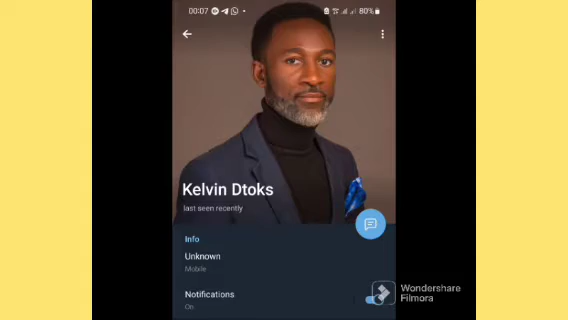 00:07
80%
Kelvin Dtoks
last seen recently
Info
Unknown
Mobile
Notifications
On
Wondershare
Filmora